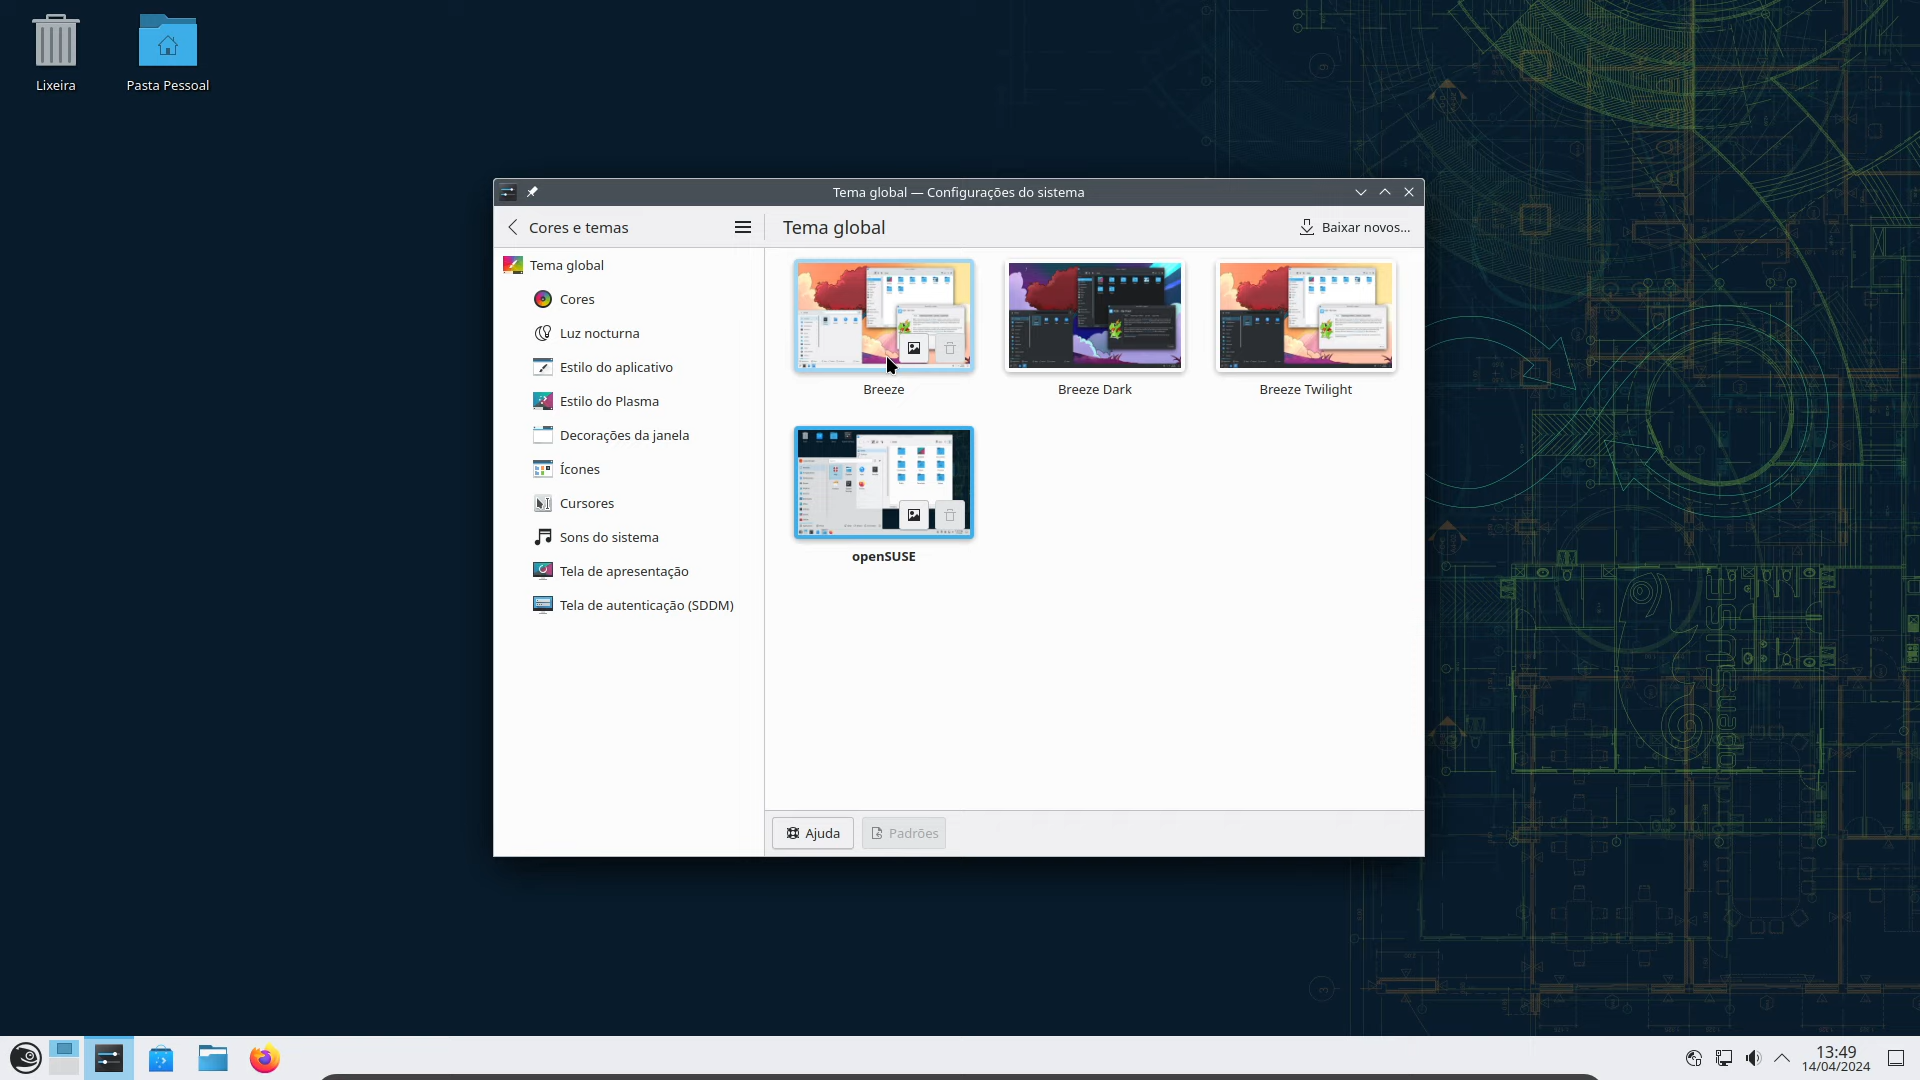 Lixeira
Pasta Pessoal
Tema global — Configurações do sistema
Cores e temas
Tema global
Baixar novos...
Tema global
Cores
Luz nocturna
Estilo do aplicativo
Estilo do Plasma
Decorações da janela
Ícones
Cursores
Sons do sistema
Tela de apresentação
Tela de autenticação (SDDM)
Breeze
Breeze Dark
Breeze Twilight
openSUSE
Ajuda
Padrões
openSUSE
13:49
14/04/2024